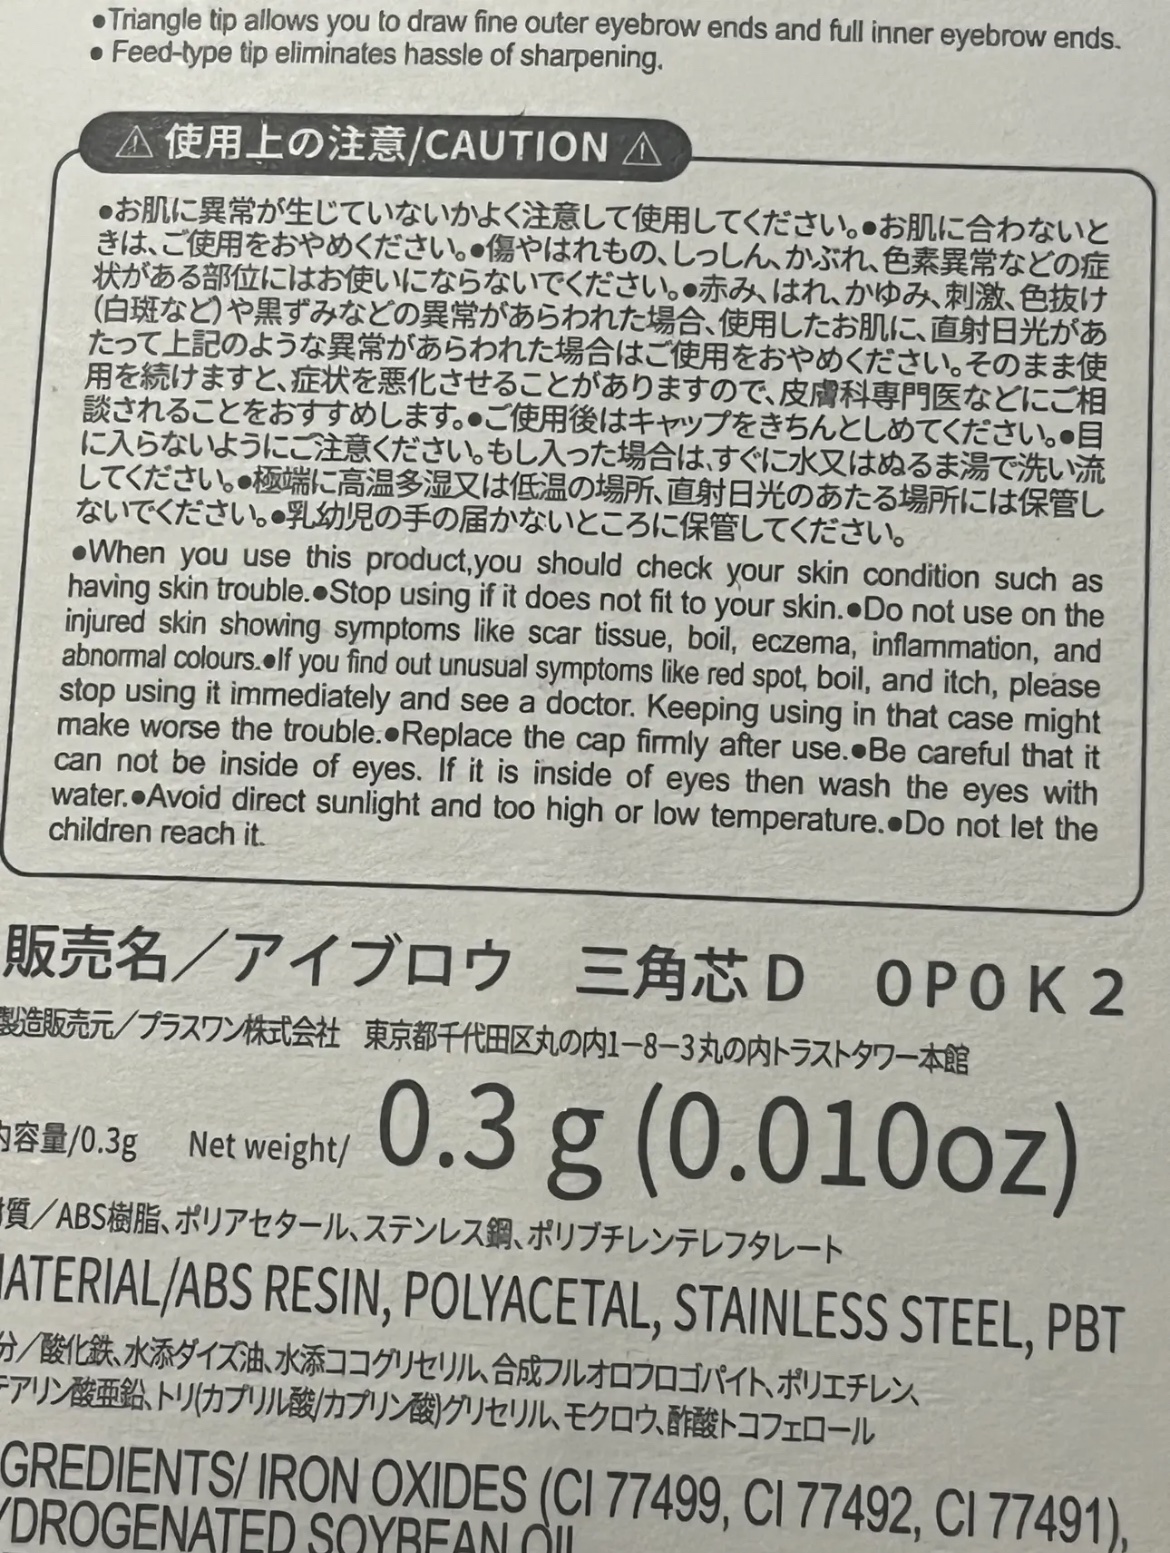 ●Triangle tip allows you to draw fine outer eyebrow ends and full inner eyebrow ends.
● Feed-type tip eliminates hassle of sharpening.
⚠ 使用上の注意/CAUTION ⚠
●お肌に異常が生じていないかよく注意して使用してください。●お肌に合わないと
きは、ご使用をおやめください。●傷やはれもの、しっしん、かぶれ、色素異常などの症
状がある部位にはお使いにならないでください。●赤み、はれ、かゆみ、刺激、色抜け
(白斑など)や黒ずみなどの異常があらわれた場合、使用したお肌に、直射日光があ
たって上記のような異常があらわれた場合はご使用をおやめください。そのまま使
用を続けますと、症状を悪化させることがありますので、皮膚科専門医などにご相
談されることをおすすめします。●ご使用後はキャップをきちんとしめてください。●目
に入らないようにご注意ください。もし入った場合は、すぐに水又はぬるま湯で洗い流
してください。●極端に高温多湿又は低温の場所、直射日光のあたる場所には保管し
ないでください。●乳幼児の手の届かないところに保管してください。
●When you use this product,you should check your skin condition such as
having skin trouble.●Stop using if it does not fit to your skin.●Do not use on the
injured skin showing symptoms like scar tissue, boil, eczema, inflammation, and
abnormal colours.●If you find out unusual symptoms like red spot, boil, and itch, please
stop using it immediately and see a doctor. Keeping using in that case might
make worse the trouble.●Replace the cap firmly after use.●Be careful that it
can not be inside of eyes. If it is inside of eyes then wash the eyes with
water.●Avoid direct sunlight and too high or low temperature.●Do not let the
children reach it.
販売名／アイブロウ 三角芯D OPOK2
製造販売元／プラスワン株式会社 東京都千代田区丸の内1－8－3丸の内トラストタワー本館
内容量/0.3g Net weight/ 0.3g (0.010oz)
質／ABS樹脂、ポリアセタール、ステンレス鋼、ポリブチレンテレフタレート
MATERIAL/ABS RESIN, POLYACETAL, STAINLESS STEEL, PBT
分／酸化鉄、水添ダイズ油、水添ココグリセリル、合成フルオロフロゴパイト、ポリエチレン、
テアリン酸亜鉛、トリ(カプリル酸/カプリン酸)グリセリル、モクロウ、酢酸トコフェロール
GREDIENTS/ IRON OXIDES (CI 77499, CI 77492, CI 77491),
YDROGENATED SOYBEAN OIL